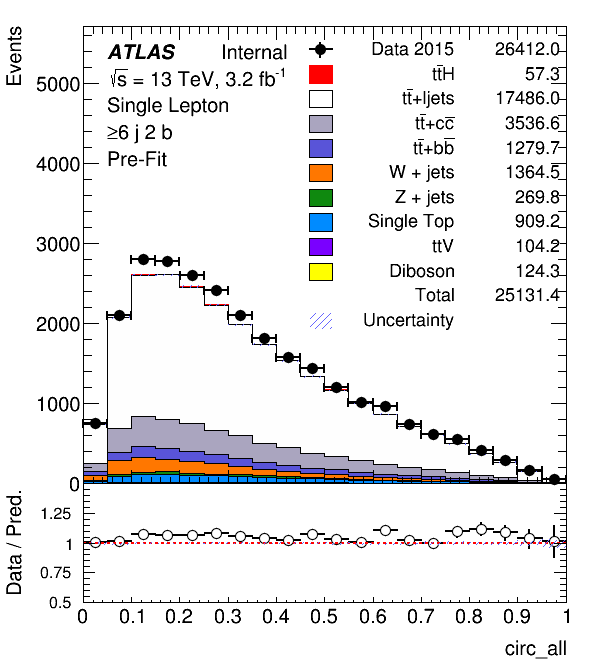 Events
ATLAS Internal
√s = 13 TeV, 3.2 fb⁻¹
Single Lepton
≥6 j 2 b
Pre-Fit
Data 2015 26412.0
tt̄H 57.3
tt̄+ljets 17486.0
tt̄+cc̄ 3536.6
tt̄+bb̄ 1279.7
W + jets 1364.5
Z + jets 269.8
Single Top 909.2
ttV 104.2
Diboson 124.3
Total 25131.4
Uncertainty
5000
4000
3000
2000
1000
0
Data / Pred.
1.25
1
0.75
0.5
0 0.1 0.2 0.3 0.4 0.5 0.6 0.7 0.8 0.9 1
circ_all